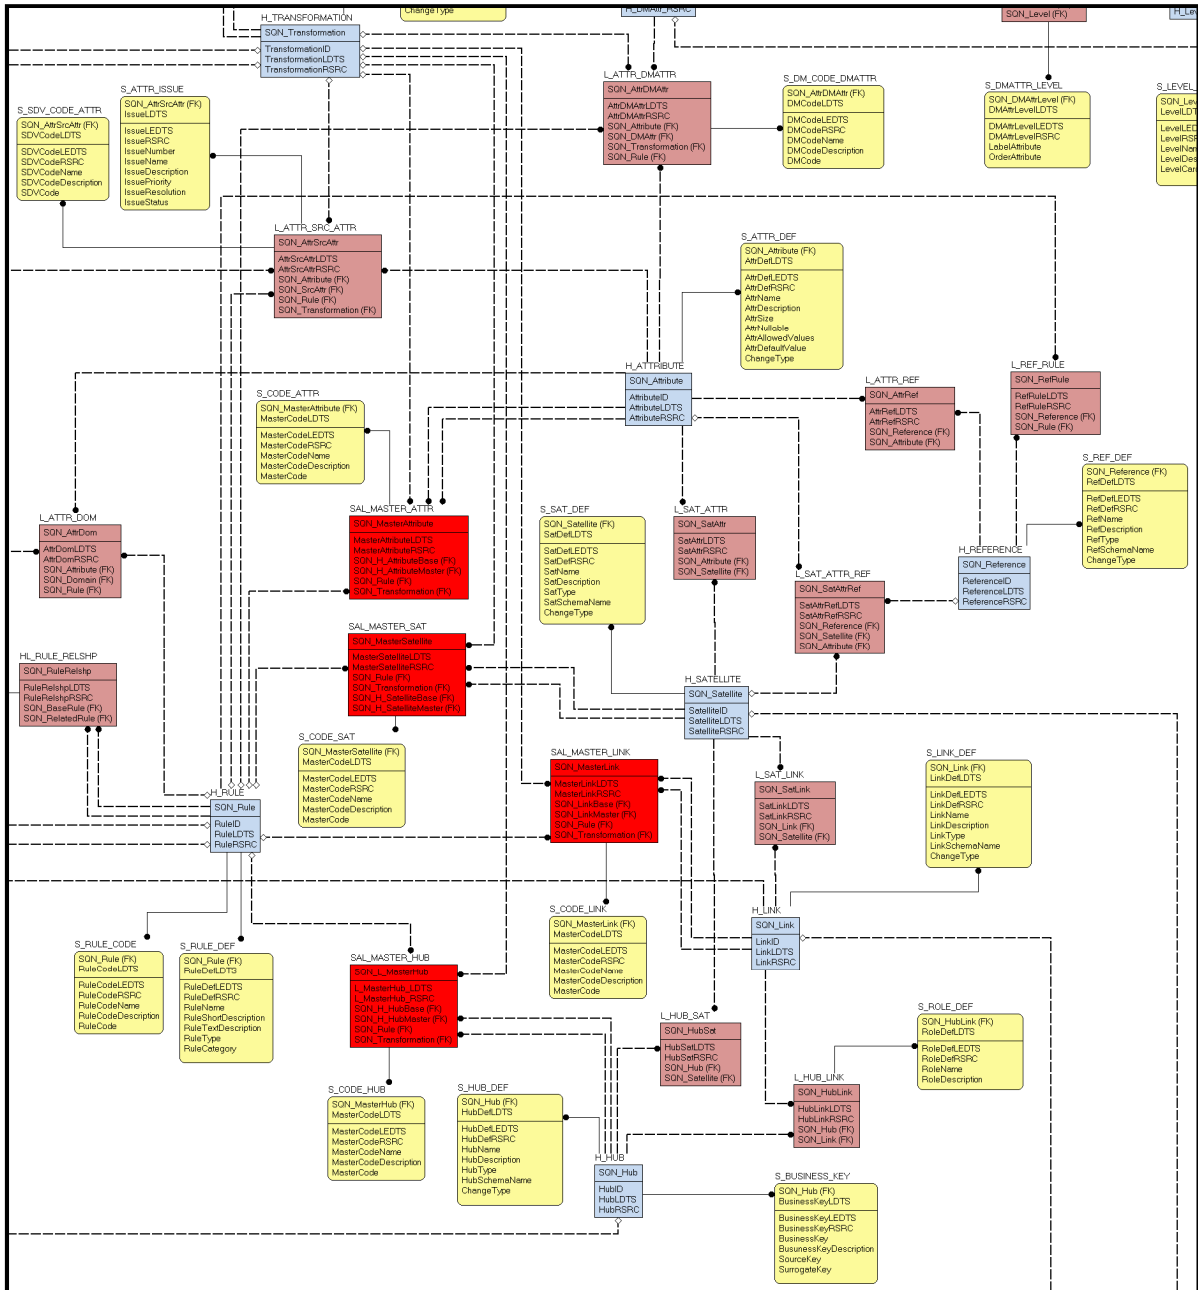 ChangeType
H_DMAttr_RSRC
SQN_Level (FK)
H_TRANSFORMATION
SQN_Transformation
TransformationID
TransformationLDTS
TransformationRSRC
S_SDV_CODE_ATTR
SQN_AttrSrcAttr (FK)
SDVCodeLDTS
SDVCodeLEDTS
SDVCodeRSRC
SDVCodeName
SDVCodeDescription
SDVCode
S_ATTR_ISSUE
SQN_AttrSrcAttr (FK)
IssueLDTS
IssueLEDTS
IssueRSRC
IssueNumber
IssueName
IssueDescription
IssuePriority
IssueResolution
IssueStatus
L_ATTR_DMATTR
SQN_AttrDMAttr
AttrDMAttrLDTS
AttrDMAttrRSRC
SQN_Attribute (FK)
SQN_DMAttr (FK)
SQN_Transformation (FK)
SQN_Rule (FK)
S_DM_CODE_DMATTR
SQN_AttrDMAttr (FK)
DMCodeLDTS
DMCodeLEDTS
DMCodeRSRC
DMCodeName
DMCodeDescription
DMCode
S_DMATTR_LEVEL
SQN_DMAttrLevel (FK)
DMAttrLevelLDTS
DMAttrLevelLEDTS
DMAttrLevelRSRC
LabelAttribute
OrderAttribute
S_LEVEL_
SQN_Lev
LevelLDT
LevelLED
LevelRSR
LevelNam
LevelDes
LevelCar
L_ATTR_SRC_ATTR
SQN_AttrSrcAttr
AttrSrcAttrLDTS
AttrSrcAttrRSRC
SQN_Attribute (FK)
SQN_SrcAttr (FK)
SQN_Rule (FK)
SQN_Transformation (FK)
S_ATTR_DEF
SQN_Attribute (FK)
AttrDefLDTS
AttrDefLEDTS
AttrDefRSRC
AttrName
AttrDescription
AttrSize
AttrNullable
AttrAllowedValues
AttrDefaultValue
ChangeType
H_ATTRIBUTE
SQN_Attribute
AttributeID
AttributeLDTS
AttributeRSRC
L_ATTR_REF
SQN_AttrRef
AttrRefLDTS
AttrRefRSRC
SQN_Reference (FK)
SQN_Attribute (FK)
L_REF_RULE
SQN_RefRule
RefRuleLDTS
RefRuleRSRC
SQN_Reference (FK)
SQN_Rule (FK)
S_CODE_ATTR
SQN_MasterAttribute (FK)
MasterCodeLDTS
MasterCodeLEDTS
MasterCodeRSRC
MasterCodeName
MasterCodeDescription
MasterCode
S_REF_DEF
SQN_Reference (FK)
RefDefLDTS
RefDefLEDTS
RefDefRSRC
RefName
RefDescription
RefType
RefSchemaName
ChangeType
L_ATTR_DOM
SQN_AttrDom
AttrDomLDTS
AttrDomRSRC
SQN_Attribute (FK)
SQN_Domain (FK)
SQN_Rule (FK)
SAL_MASTER_ATTR
SQN_MasterAttribute
MasterAttributeLDTS
MasterAttributeRSRC
SQN_H_AttributeBase (FK)
SQN_H_AttributeMaster (FK)
SQN_Rule (FK)
SQN_Transformation (FK)
S_SAT_DEF
SQN_Satellite (FK)
SatDefLDTS
SatDefLEDTS
SatDefRSRC
SatName
SatDescription
SatType
SatSchemaName
ChangeType
L_SAT_ATTR
SQN_SatAttr
SatAttrLDTS
SatAttrRSRC
SQN_Attribute (FK)
SQN_Satellite (FK)
H_REFERENCE
SQN_Reference
ReferenceID
ReferenceLDTS
ReferenceRSRC
L_SAT_ATTR_REF
SQN_SatAttrRef
SatAttrRefLDTS
SatAttrRefRSRC
SQN_Reference (FK)
SQN_Satellite (FK)
SQN_Attribute (FK)
SAL_MASTER_SAT
SQN_MasterSatellite
MasterSatelliteLDTS
MasterSatelliteRSRC
SQN_Rule (FK)
SQN_Transformation (FK)
SQN_H_SatelliteBase (FK)
SQN_H_SatelliteMaster (FK)
HL_RULE_RELSHP
SQN_RuleRelshp
RuleRelshpLDTS
RuleRelshpRSRC
SQN_BaseRule (FK)
SQN_RelatedRule (FK)
H_SATELLITE
SQN_Satellite
SatelliteID
SatelliteLDTS
SatelliteRSRC
S_CODE_SAT
SQN_MasterSatellite (FK)
MasterCodeLDTS
MasterCodeLEDTS
MasterCodeRSRC
MasterCodeName
MasterCodeDescription
MasterCode
SAL_MASTER_LINK
SQN_MasterLink
MasterLinkLDTS
MasterLinkRSRC
SQN_LinkBase (FK)
SQN_LinkMaster (FK)
SQN_Rule (FK)
SQN_Transformation (FK)
L_SAT_LINK
SQN_SatLink
SatLinkLDTS
SatLinkRSRC
SQN_Link (FK)
SQN_Satellite (FK)
S_LINK_DEF
SQN_Link (FK)
LinkDefLDTS
LinkDefLEDTS
LinkDefRSRC
LinkName
LinkDescription
LinkType
LinkSchemaName
ChangeType
H_RULE
SQN_Rule
RuleID
RuleLDTS
RuleRSRC
S_CODE_LINK
SQN_MasterLink (FK)
MasterCodeLDTS
MasterCodeLEDTS
MasterCodeRSRC
MasterCodeName
MasterCodeDescription
MasterCode
H_LINK
SQN_Link
LinkID
LinkLDTS
LinkRSRC
S_RULE_CODE
SQN_Rule (FK)
RuleCodeLDTS
RuleCodeLEDTS
RuleCodeRSRC
RuleCodeName
RuleCodeDescription
RuleCode
S_RULE_DEF
SQN_Rule (FK)
RuleDefLDTS
RuleDefLEDTS
RuleDefRSRC
RuleName
RuleShortDescription
RuleTextDescription
RuleType
RuleCategory
SAL_MASTER_HUB
SQN_L_MasterHub
L_MasterHub_LDTS
L_MasterHub_RSRC
SQN_H_HubBase (FK)
SQN_H_HubMaster (FK)
SQN_Rule (FK)
SQN_Transformation (FK)
L_HUB_SAT
SQN_HubSat
HubSatLDTS
HubSatRSRC
SQN_Hub (FK)
SQN_Satellite (FK)
S_ROLE_DEF
SQN_HubLink (FK)
RoleDefLDTS
RoleDefLEDTS
RoleDefRSRC
RoleName
RoleDescription
L_HUB_LINK
SQN_HubLink
HubLinkLDTS
HubLinkRSRC
SQN_Hub (FK)
SQN_Link (FK)
S_CODE_HUB
SQN_MasterHub (FK)
MasterCodeLDTS
MasterCodeLEDTS
MasterCodeRSRC
MasterCodeName
MasterCodeDescription
MasterCode
S_HUB_DEF
SQN_Hub (FK)
HubDefLDTS
HubDefLEDTS
HubDefRSRC
HubName
HubDescription
HubType
HubSchemaName
ChangeType
H_HUB
SQN_Hub
HubID
HubLDTS
HubRSRC
S_BUSINESS_KEY
SQN_Hub (FK)
BusinessKeyLDTS
BusinessKeyLEDTS
BusinessKeyRSRC
BusinessKey
BusunessKeyDescription
SourceKey
SurrogateKey